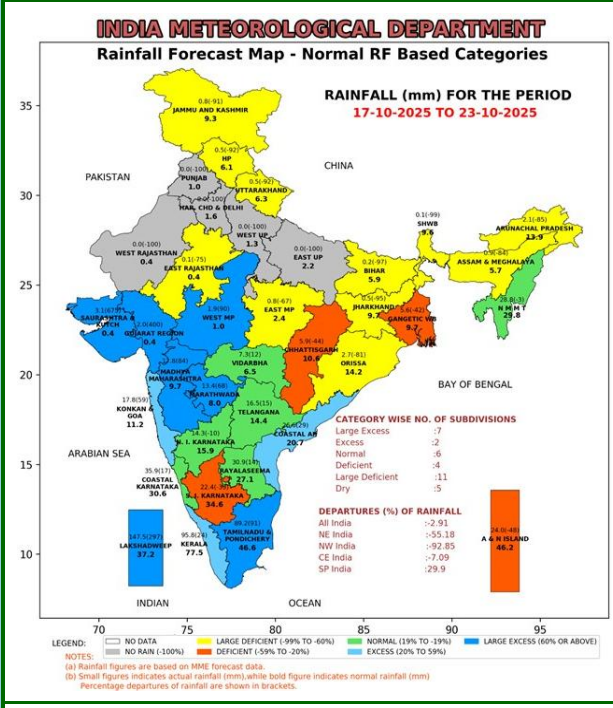 INDIA METEOROLOGICAL DEPARTMENT
Rainfall Forecast Map - Normal RF Based Categories
RAINFALL (mm) FOR THE PERIOD
17-10-2025 TO 23-10-2025
0.8(-91)
JAMMU AND KASHMIR
9.3
0.5(-92)
HP
6.1
CHINA
PAKISTAN
0.0(-100)
PUNJAB
1.0
0.5(-92)
UTTARAKHAND
6.3
0.0(-100)
HAR. CHD & DELHI
1.6
0.0(-100)
WEST UP
1.3
0.0(-100)
EAST UP
2.2
0.0(-100)
WEST RAJASTHAN
0.4
0.1(-75)
EAST RAJASTHAN
0.4
0.1(-99)
SHWB
9.6
2.1(-85)
ARUNACHAL PRADESH
13.9
0.9(-84)
ASSAM & MEGHALAYA
5.7
28.8(-3)
N M M T
29.8
0.2(-97)
BIHAR
5.9
0.5(-95)
JHARKHAND
9.7
5.6(-42)
GANGETIC WB
9.7
SAURASHTRA &
KUTCH
0.4
2.0(400)
GUJARAT REGION
0.4
1.9(90)
WEST MP
1.0
0.8(-67)
EAST MP
2.4
5.9(-44)
CHHATTISGARH
10.6
2.7(-81)
ORISSA
14.2
7.3(12)
VIDARBHA
6.5
MADHYA
MAHARASHTRA
9.7
13.4(68)
MARATHWADA
8.0
16.5(15)
TELANGANA
14.4
17.8(59)
KONKAN &
GOA
11.2
26.6(29)
COASTAL AP
20.7
14.3(-10)
N. I. KARNATAKA
15.9
30.9(14)
RAYALASEEMA
27.1
BAY OF BENGAL
ARABIAN SEA
35.9(17)
COASTAL
KARNATAKA
30.6
S. I. KARNATAKA
34.6
147.5(297)
LAKSHADWEEP
37.2
95.8(24)
KERALA
77.5
89.2(91)
TAMILNADU &
PONDCHERY
46.6
24.0(-48)
A & N ISLAND
46.2
CATEGORY WISE NO. OF SUBDIVISIONS
Large Excess :7
Excess :2
Normal :6
Deficient :4
Large Deficient :11
Dry :5
DEPARTURES (%) OF RAINFALL
All India :-2.91
NE India :-55.18
NW India :-92.85
CE India :-7.09
SP India :29.9
INDIAN OCEAN
35
30
25
20
15
10
70 75 80 85 90 95
LEGEND:
NO DATA
LARGE DEFICIENT (-99% TO -60%)
NORMAL (19% TO -19%)
LARGE EXCESS (60% OR ABOVE)
NO RAIN (-100%)
DEFICIENT (-59% TO -20%)
EXCESS (20% TO 59%)
NOTES:
(a) Rainfall figures are based on MME forecast data.
(b) Small figures indicates actual rainfall (mm),while bold figure indicates normal rainfall (mm)
Percentage departures of rainfall are shown in brackets.